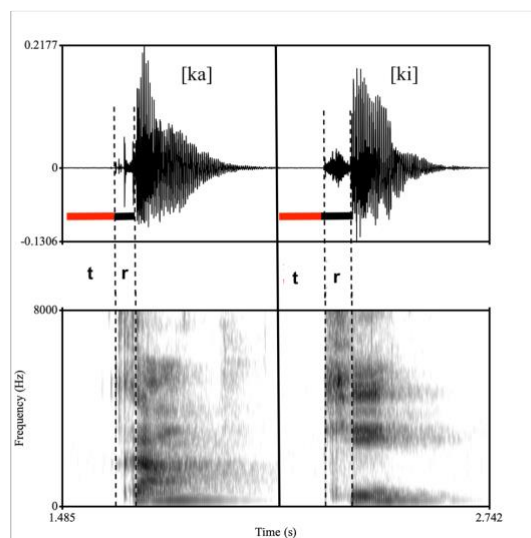 0.2177
[ka] [ki]
0
-0.1306
t r t r
8000
Frequency (Hz)
0
1.485 2.742
Time (s)